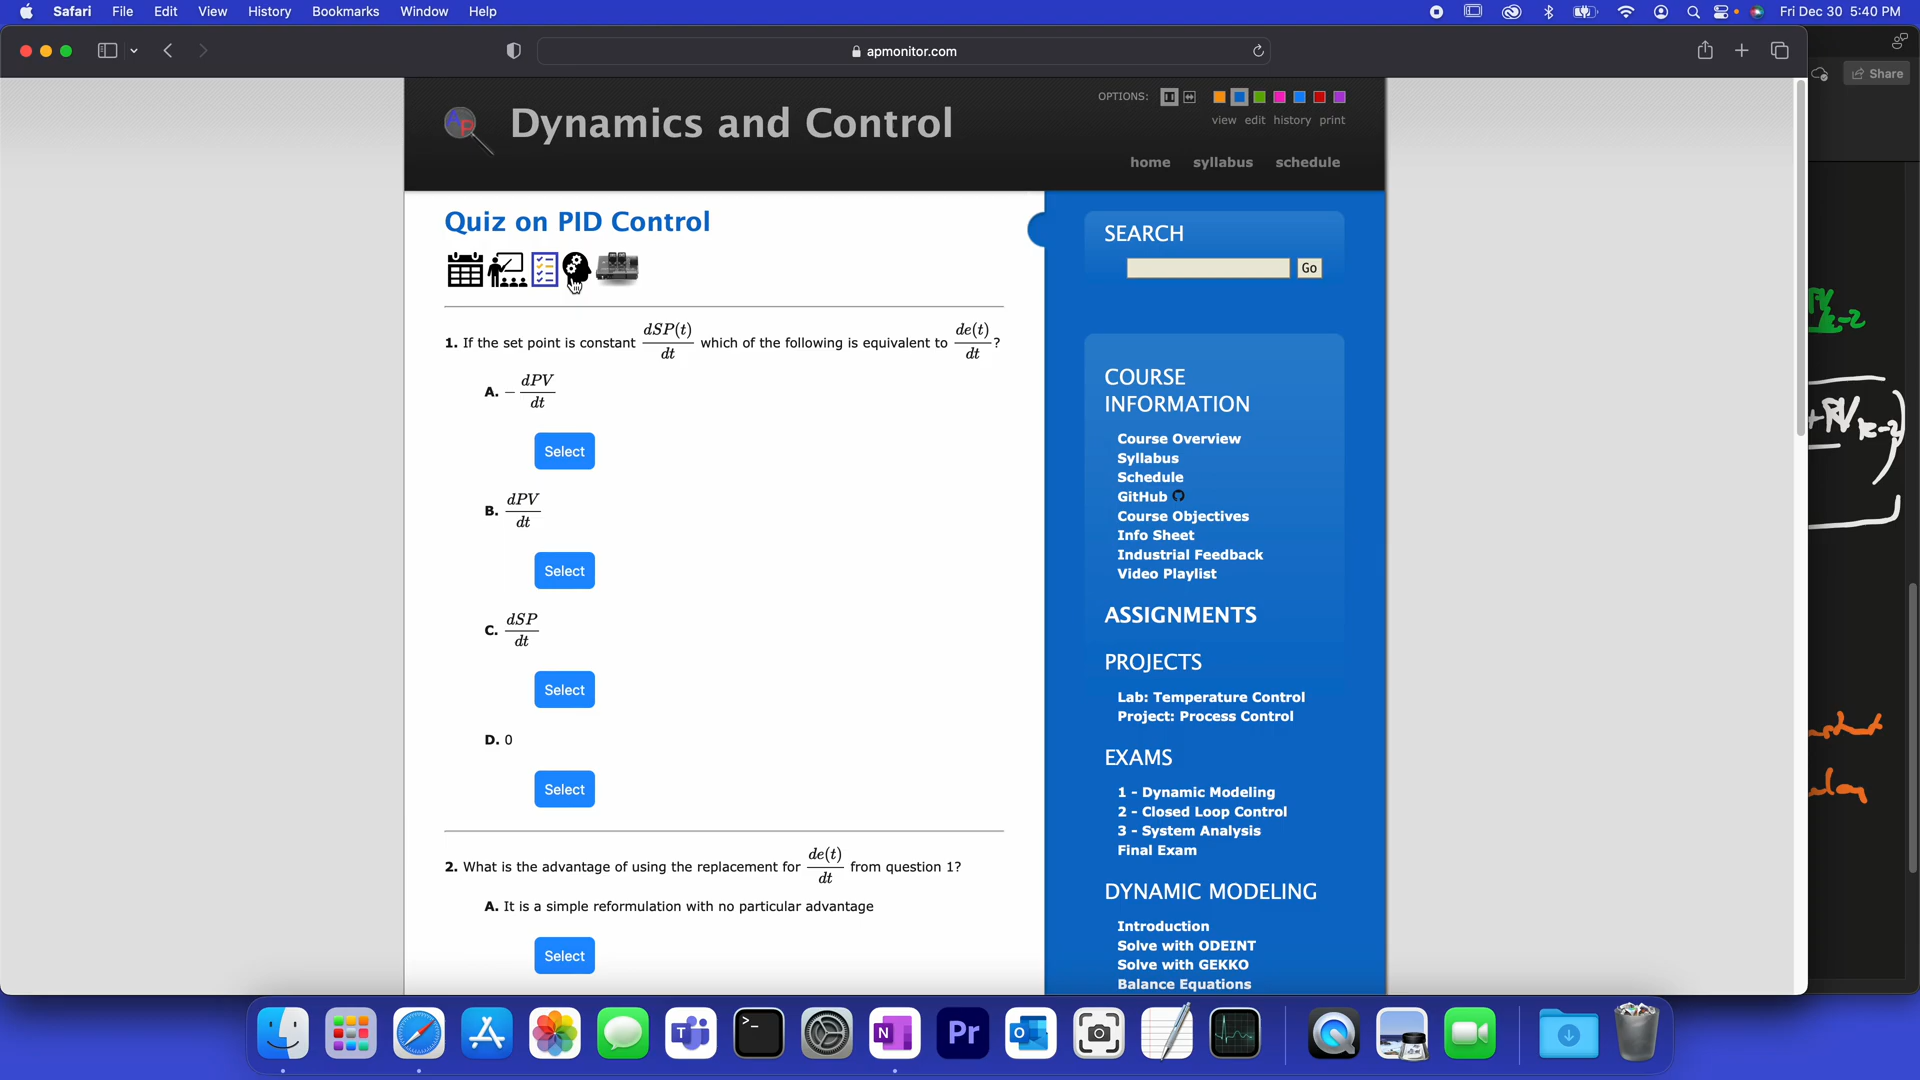 Safari File Edit View History Bookmarks Window Help Fri Dec 30 5:40 PM
apmonitor.com
Share
AP Dynamics and Control
OPTIONS:
view edit history print
home syllabus schedule
Quiz on PID Control
1. If the set point is constant dSP(t)/dt which of the following is equivalent to de(t)/dt?
A. − dPV/dt
Select
B. dPV/dt
Select
C. dSP/dt
Select
D. 0
Select
2. What is the advantage of using the replacement for de(t)/dt from question 1?
A. It is a simple reformulation with no particular advantage
Select
SEARCH
Go
COURSE
INFORMATION
Course Overview
Syllabus
Schedule
GitHub
Course Objectives
Info Sheet
Industrial Feedback
Video Playlist
ASSIGNMENTS
PROJECTS
Lab: Temperature Control
Project: Process Control
EXAMS
1 - Dynamic Modeling
2 - Closed Loop Control
3 - System Analysis
Final Exam
DYNAMIC MODELING
Introduction
Solve with ODEINT
Solve with GEKKO
Balance Equations
+PV k-2
T
>_
N
Pr
O